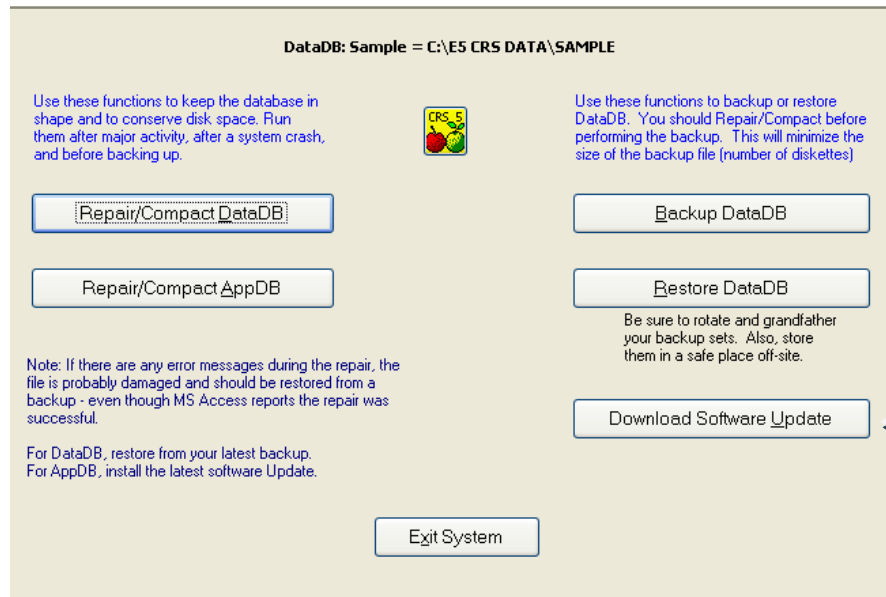 DataDB: Sample = C:\E5 CRS DATA\SAMPLE
Use these functions to keep the database in
shape and to conserve disk space. Run
them after major activity, after a system crash,
and before backing up.
CRS 5
Use these functions to backup or restore
DataDB. You should Repair/Compact before
performing the backup. This will minimize the
size of the backup file (number of diskettes)
Repair/Compact DataDB
Backup DataDB
Repair/Compact AppDB
Restore DataDB
Be sure to rotate and grandfather
your backup sets. Also, store
them in a safe place off-site.
Note: If there are any error messages during the repair, the
file is probably damaged and should be restored from a
backup - even though MS Access reports the repair was
successful.
For DataDB, restore from your latest backup.
For AppDB, install the latest software Update.
Download Software Update
Exit System